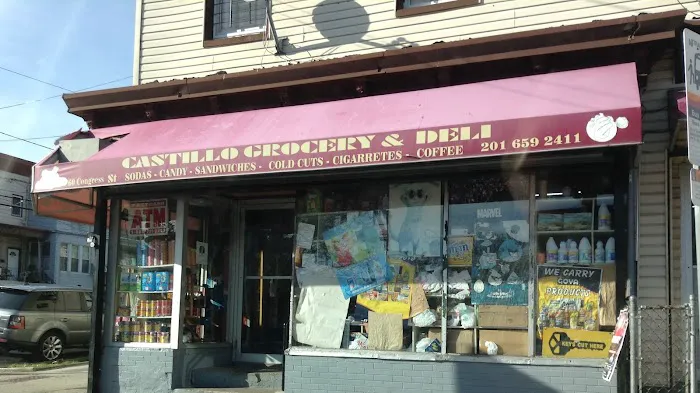 CASTILLO GROCERY & DELI
SODAS - CANDY - SANDWICHES - COLD CUTS - CIGARRETES - COFFEE
201 659 2411
Congress St
ATM
MARVEL
WE CARRY
GOYA
PRODUCTS
KEYS CUT HERE